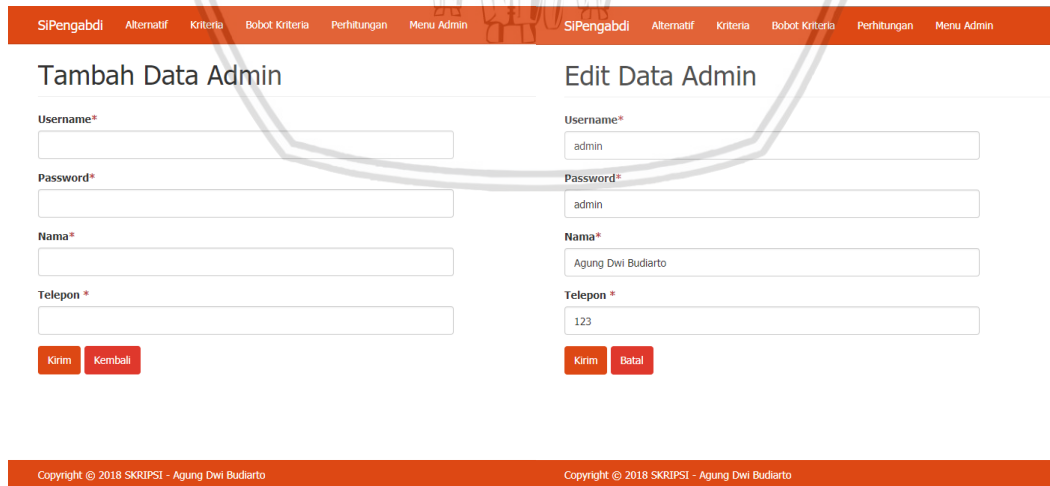 SiPengabdi Alternatif Kriteria Bobot Kriteria Perhitungan Menu Admin
Tambah Data Admin
Username*
Password*
Nama*
Telepon *
Kirim Kembali
Copyright © 2018 SKRIPSI - Agung Dwi Budiarto
SiPengabdi Alternatif Kriteria Bobot Kriteria Perhitungan Menu Admin
Edit Data Admin
Username*
admin
Password*
admin
Nama*
Agung Dwi Budiarto
Telepon *
123
Kirim Batal
Copyright © 2018 SKRIPSI - Agung Dwi Budiarto